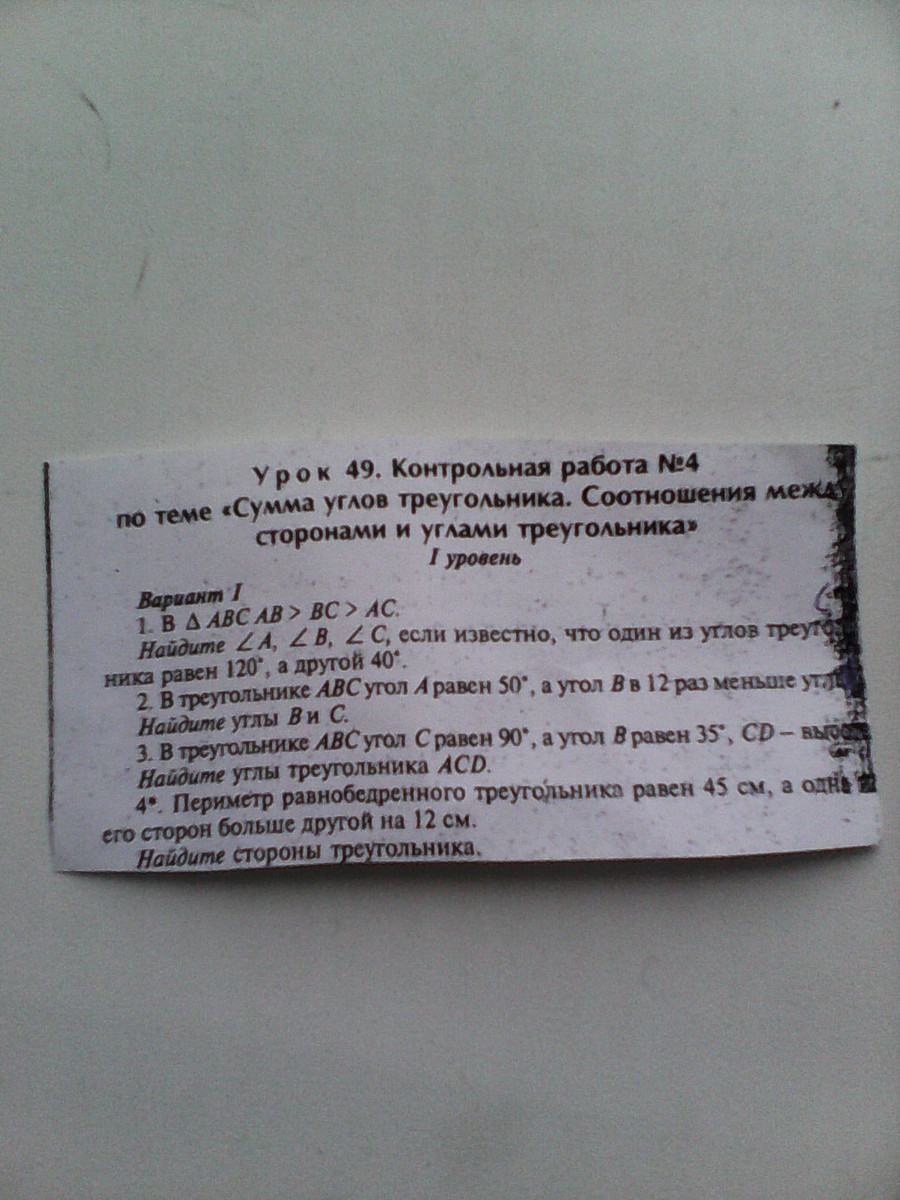 Урок 49. Контрольная работа №4
по теме «Сумма углов треугольника. Соотношения между
сторонами и углами треугольника»
I уровень
Вариант I
1. В Δ ABC AB > BC > AC.
Найдите ∠ A, ∠ B, ∠ C, если известно, что один из углов треуго
ника равен 120°, а другой 40°.
2. В треугольнике ABC угол A равен 50°, а угол B в 12 раз меньше угл
Найдите углы B и C.
3. В треугольнике ABC угол C равен 90°, а угол B равен 35°, CD – высо
Найдите углы треугольника ACD.
4*. Периметр равнобедренного треугольника равен 45 см, а одна
его сторон больше другой на 12 см.
Найдите стороны треугольника.